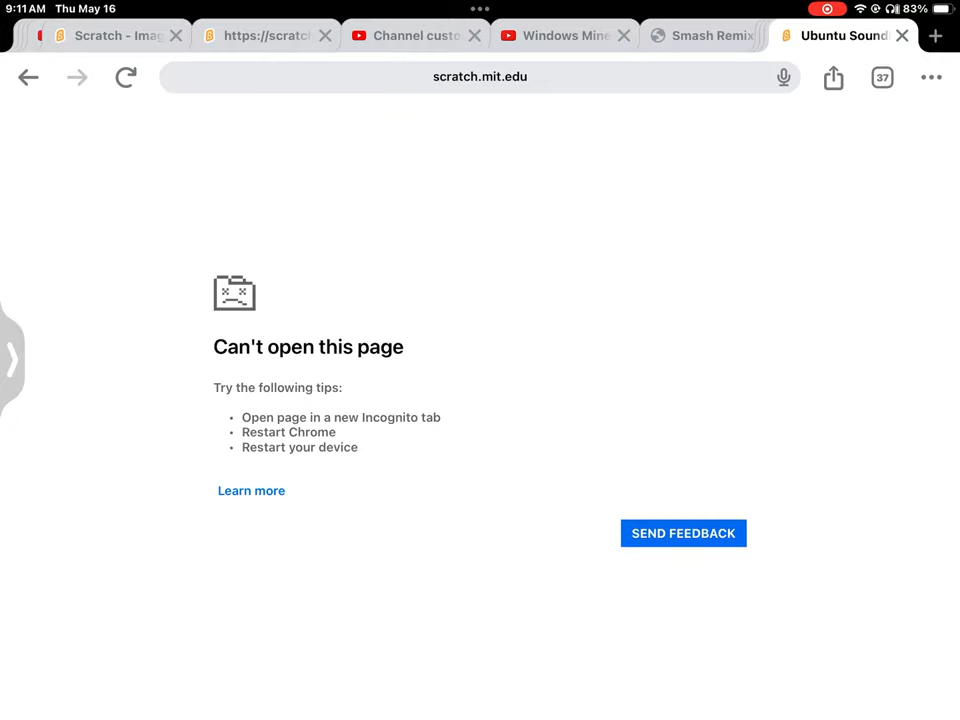 9:11 AM Thu May 16
83%
Scratch - Imag
https://scratc
Channel custo
Windows Mine
Smash Remix
Ubuntu Sound
scratch.mit.edu
37
Can't open this page
Try the following tips:
• Open page in a new Incognito tab
• Restart Chrome
• Restart your device
Learn more
SEND FEEDBACK